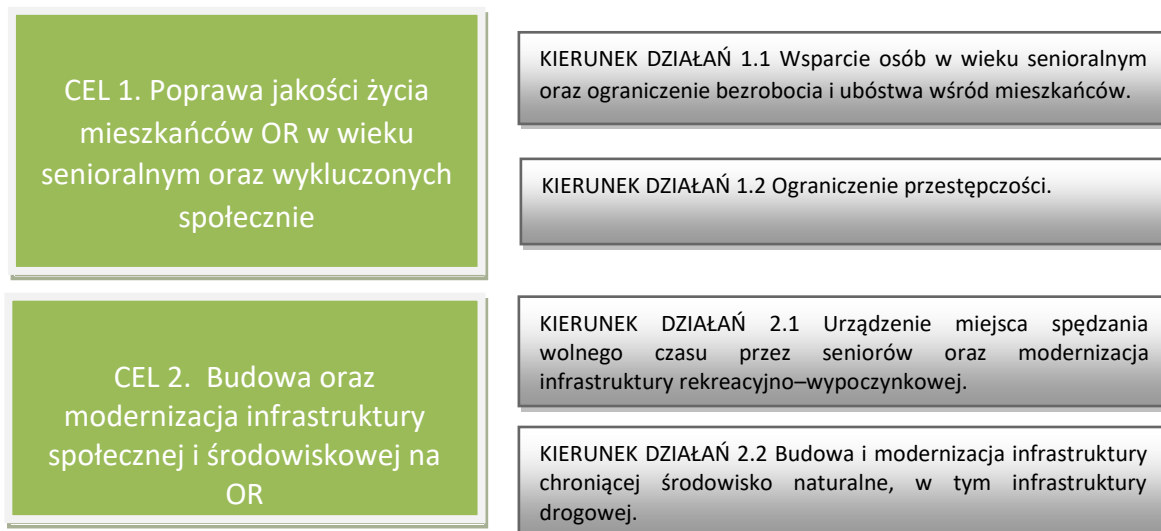 CEL 1. Poprawa jakości życia
mieszkańców OR w wieku
senioralnym oraz wykluczonych
społecznie
KIERUNEK DZIAŁAŃ 1.1 Wsparcie osób w wieku senioralnym
oraz ograniczenie bezrobocia i ubóstwa wśród mieszkańców.
KIERUNEK DZIAŁAŃ 1.2 Ograniczenie przestępczości.
CEL 2. Budowa oraz
modernizacja infrastruktury
społecznej i środowiskowej na
OR
KIERUNEK DZIAŁAŃ 2.1 Urządzenie miejsca spędzania
wolnego czasu przez seniorów oraz modernizacja
infrastruktury rekreacyjno–wypoczynkowej.
KIERUNEK DZIAŁAŃ 2.2 Budowa i modernizacja infrastruktury
chroniącej środowisko naturalne, w tym infrastruktury
drogowej.